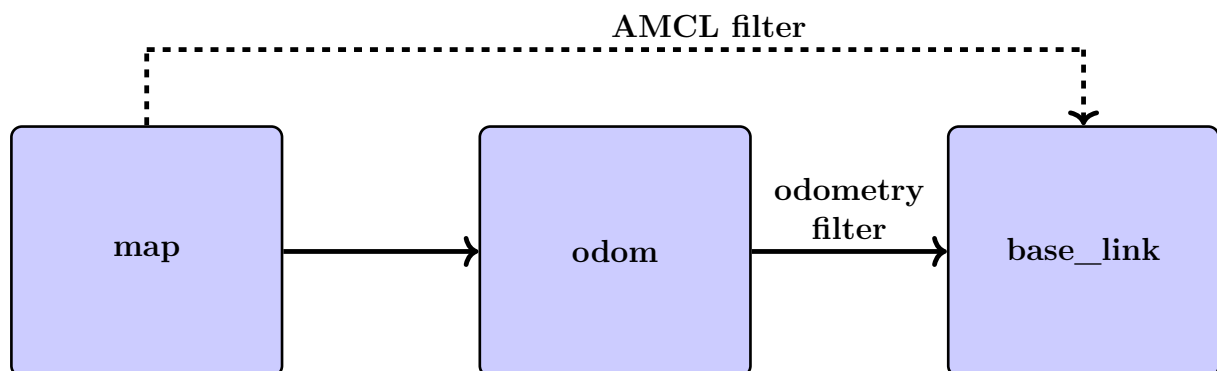 AMCL filter
map
odom
odometry
filter
base_link